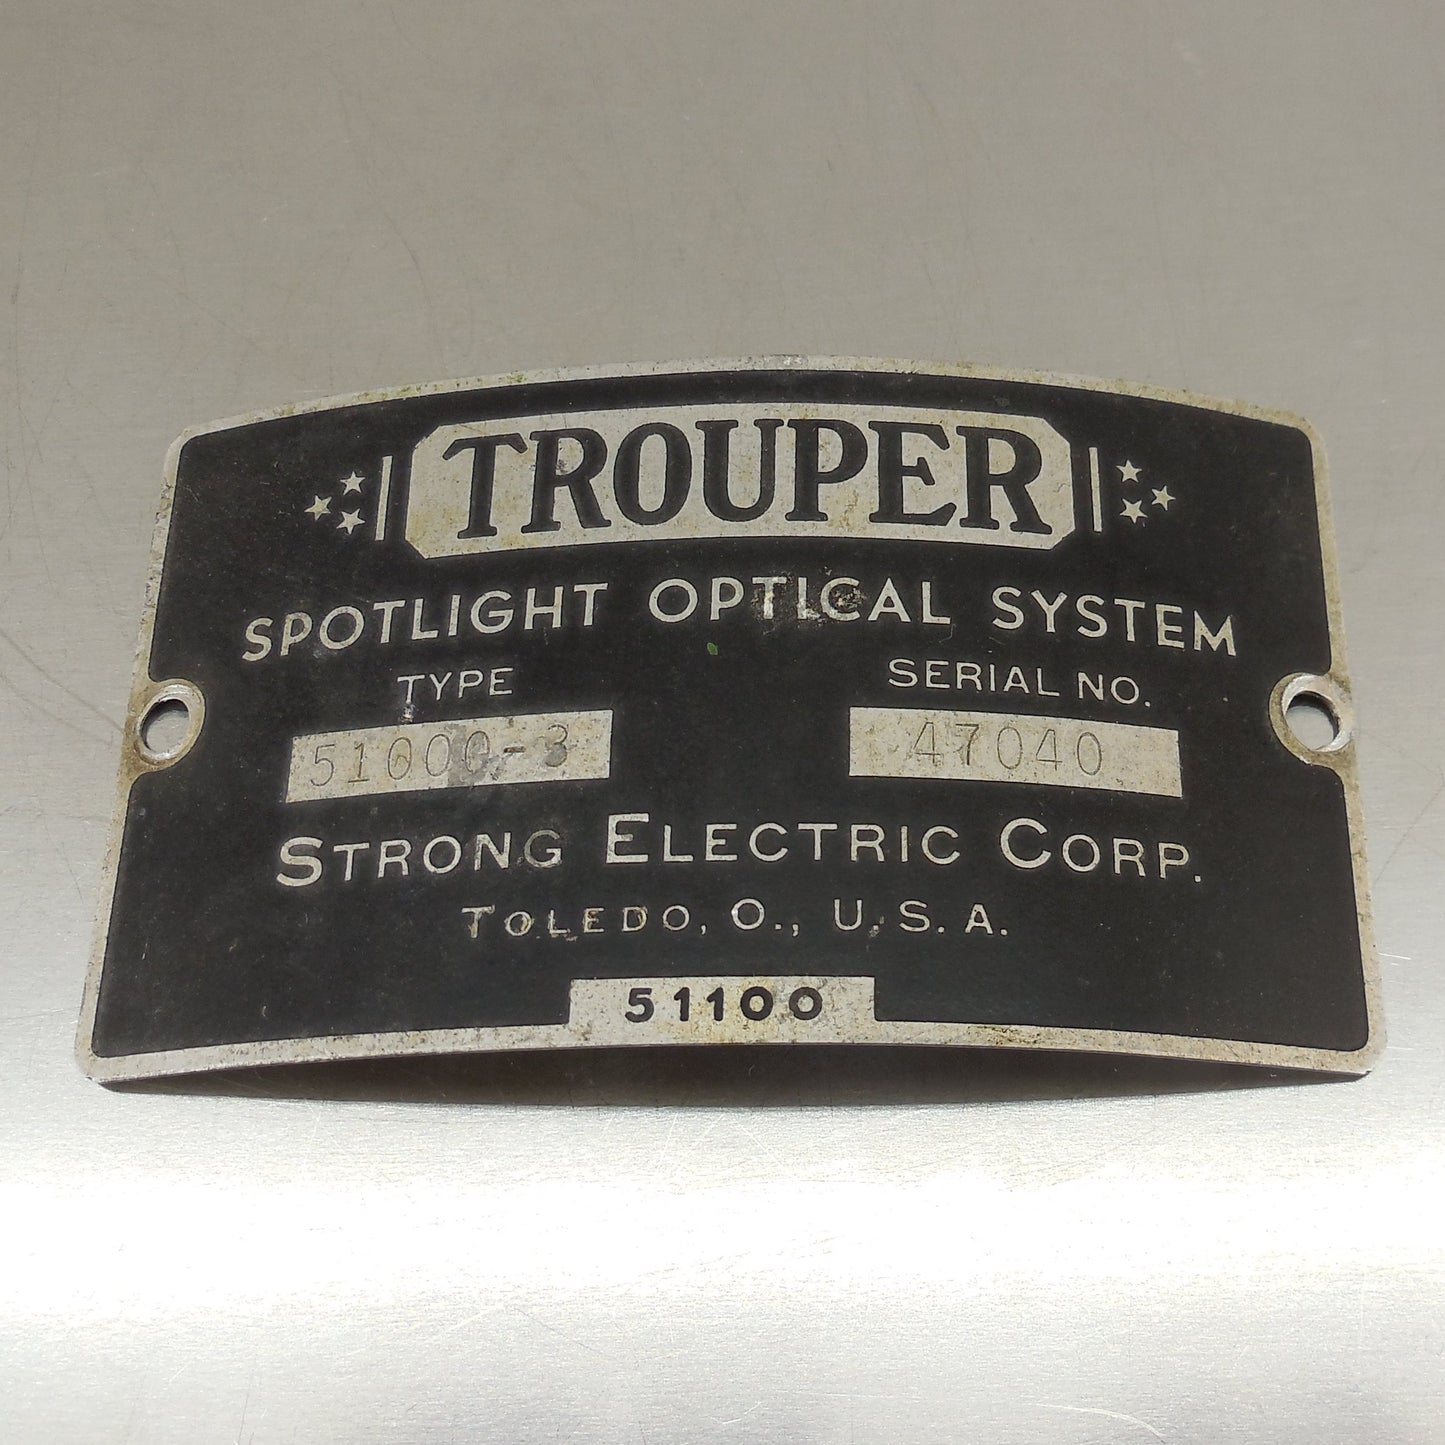 TROUPER
SPOTLIGHT OPTICAL SYSTEM
TYPE SERIAL NO.
51000-3 47040
STRONG ELECTRIC CORP.
TOLEDO, O., U.S.A.
51100